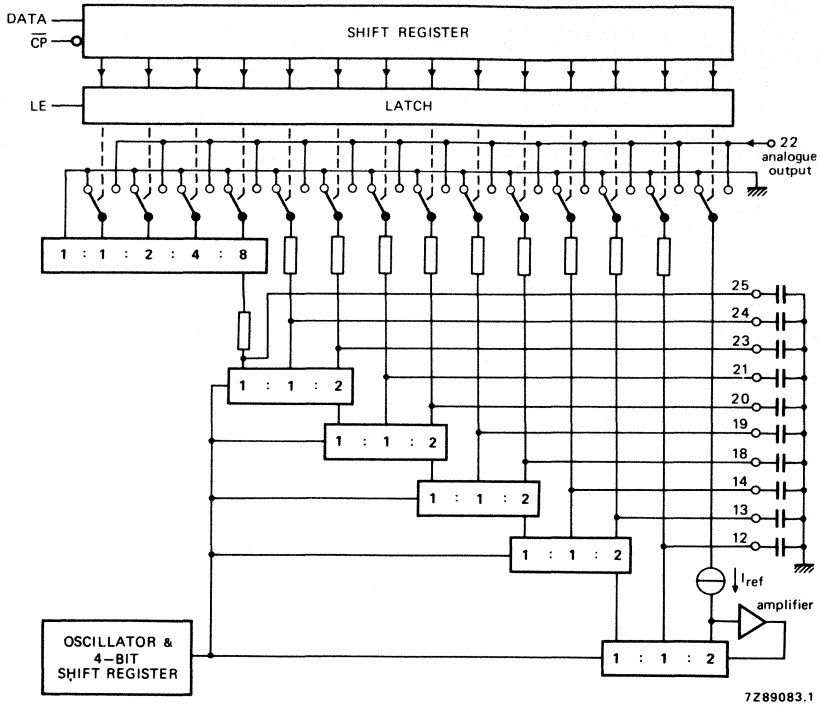 DATA
SHIFT REGISTER
CP
LE
LATCH
22
analogue
output
1 : 1 : 2 : 4 : 8
25
24
23
1 : 1 : 2
21
20
1 : 1 : 2
19
18
1 : 1 : 2
14
13
1 : 1 : 2
12
Iref
amplifier
OSCILLATOR &
4-BIT
SHIFT REGISTER
1 : 1 : 2
7Z89083.1